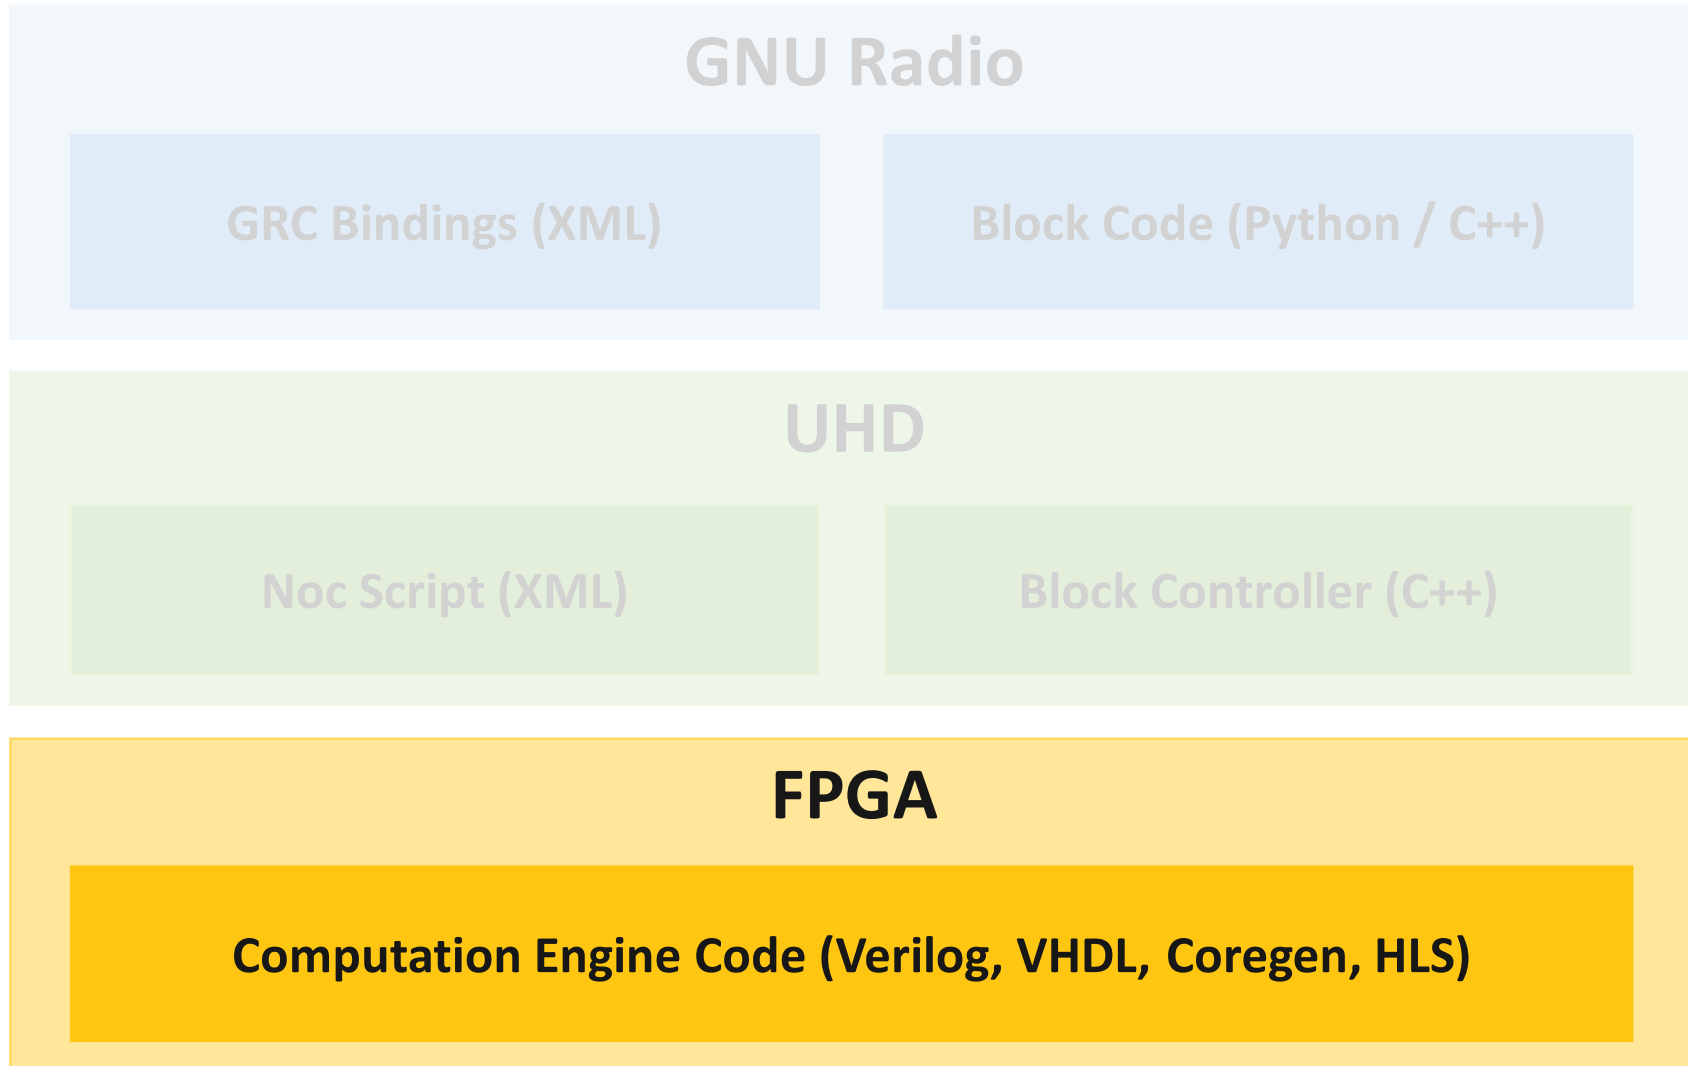 GNU Radio
GRC Bindings (XML)
Block Code (Python / C++)
UHD
Noc Script (XML)
Block Controller (C++)
FPGA
Computation Engine Code (Verilog, VHDL, Coregen, HLS)